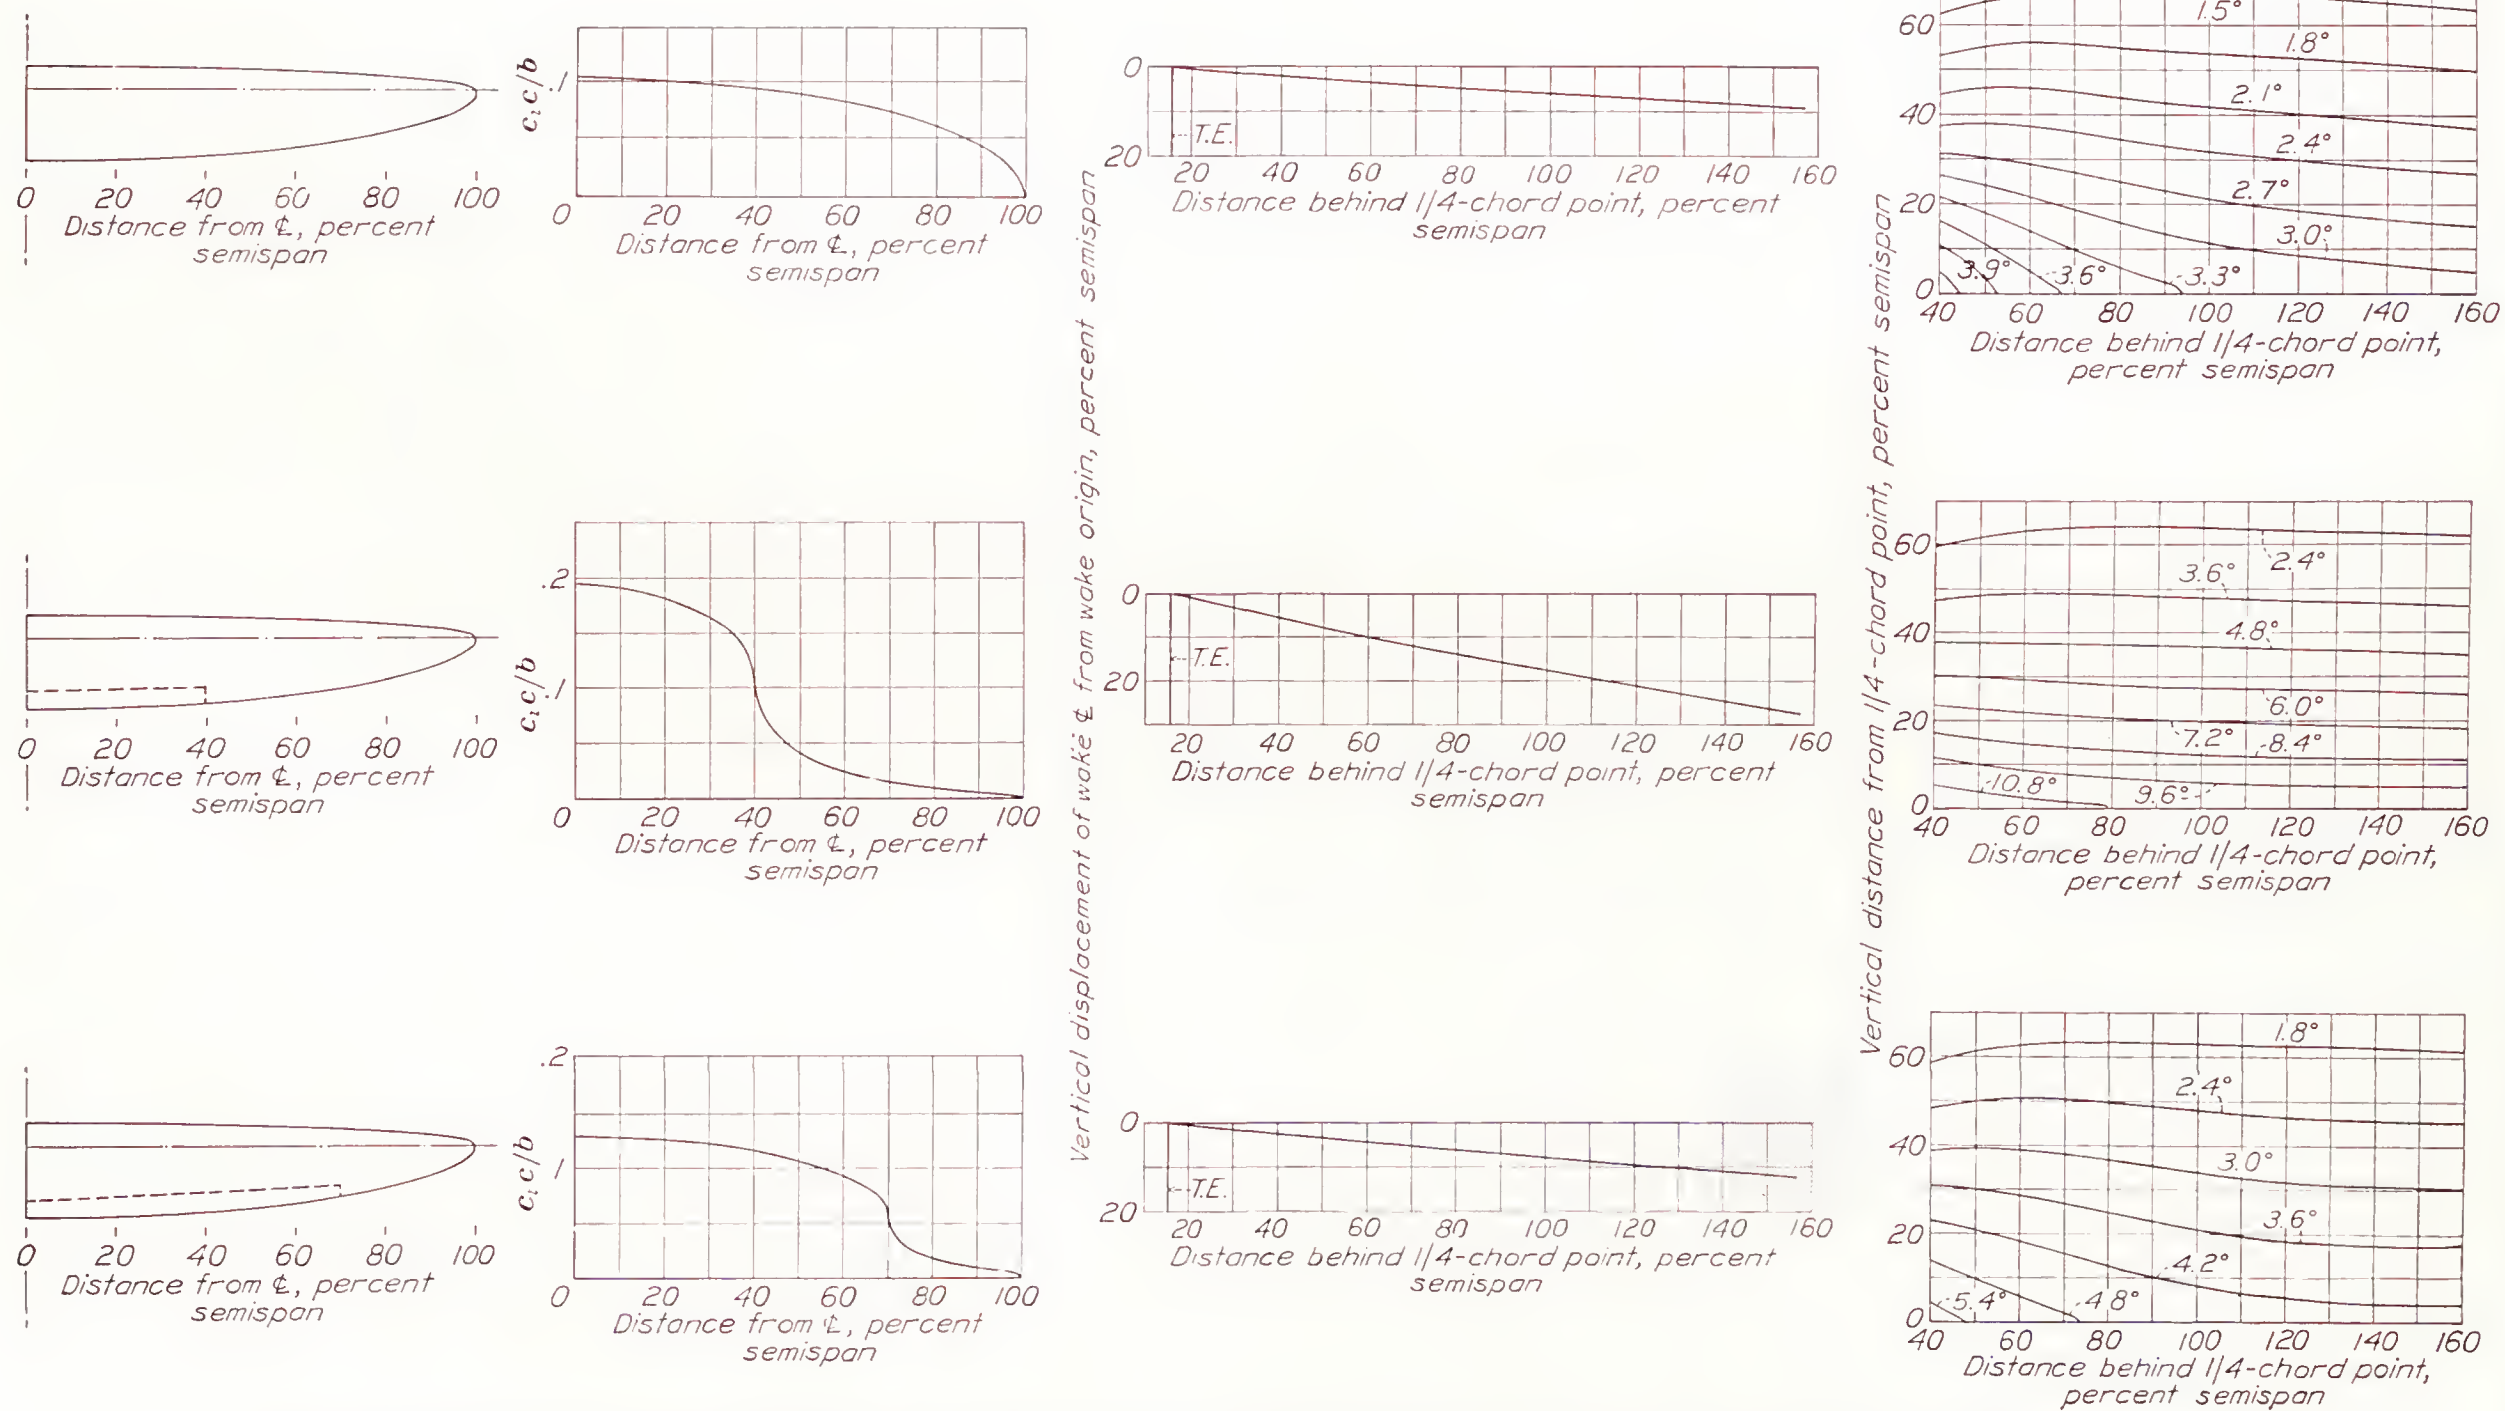 0 20 40 60 80 100
Distance from ℄, percent
semispan
c_l c/b
.1
0 20 40 60 80 100
Distance from ℄, percent
semispan
Vertical displacement of wake ℄ from wake origin, percent semispan
0
20
T.E.
20 40 60 80 100 120 140 160
Distance behind 1/4-chord point, percent
semispan
Vertical distance from 1/4-chord point, percent semispan
60
40
20
0
1.5°
1.8°
2.1°
2.4°
2.7°
3.0°
3.9° 3.6° 3.3°
40 60 80 100 120 140 160
Distance behind 1/4-chord point,
percent semispan
0 20 40 60 80 100
Distance from ℄, percent
semispan
c_l c/b
.2
.1
0 20 40 60 80 100
Distance from ℄, percent
semispan
0
20
T.E.
20 40 60 80 100 120 140 160
Distance behind 1/4-chord point, percent
semispan
60
40
20
0
2.4°
3.6°
4.8°
6.0°
7.2° 8.4°
10.8° 9.6°
40 60 80 100 120 140 160
Distance behind 1/4-chord point,
percent semispan
0 20 40 60 80 100
Distance from ℄, percent
semispan
c_l c/b
.2
.1
0 20 40 60 80 100
Distance from ℄, percent
semispan
0
20
T.E.
20 40 60 80 100 120 140 160
Distance behind 1/4-chord point, percent
semispan
60
40
20
0
1.8°
2.4°
3.0°
3.6°
4.2°
5.4° 4.8°
40 60 80 100 120 140 160
Distance behind 1/4-chord point,
percent semispan